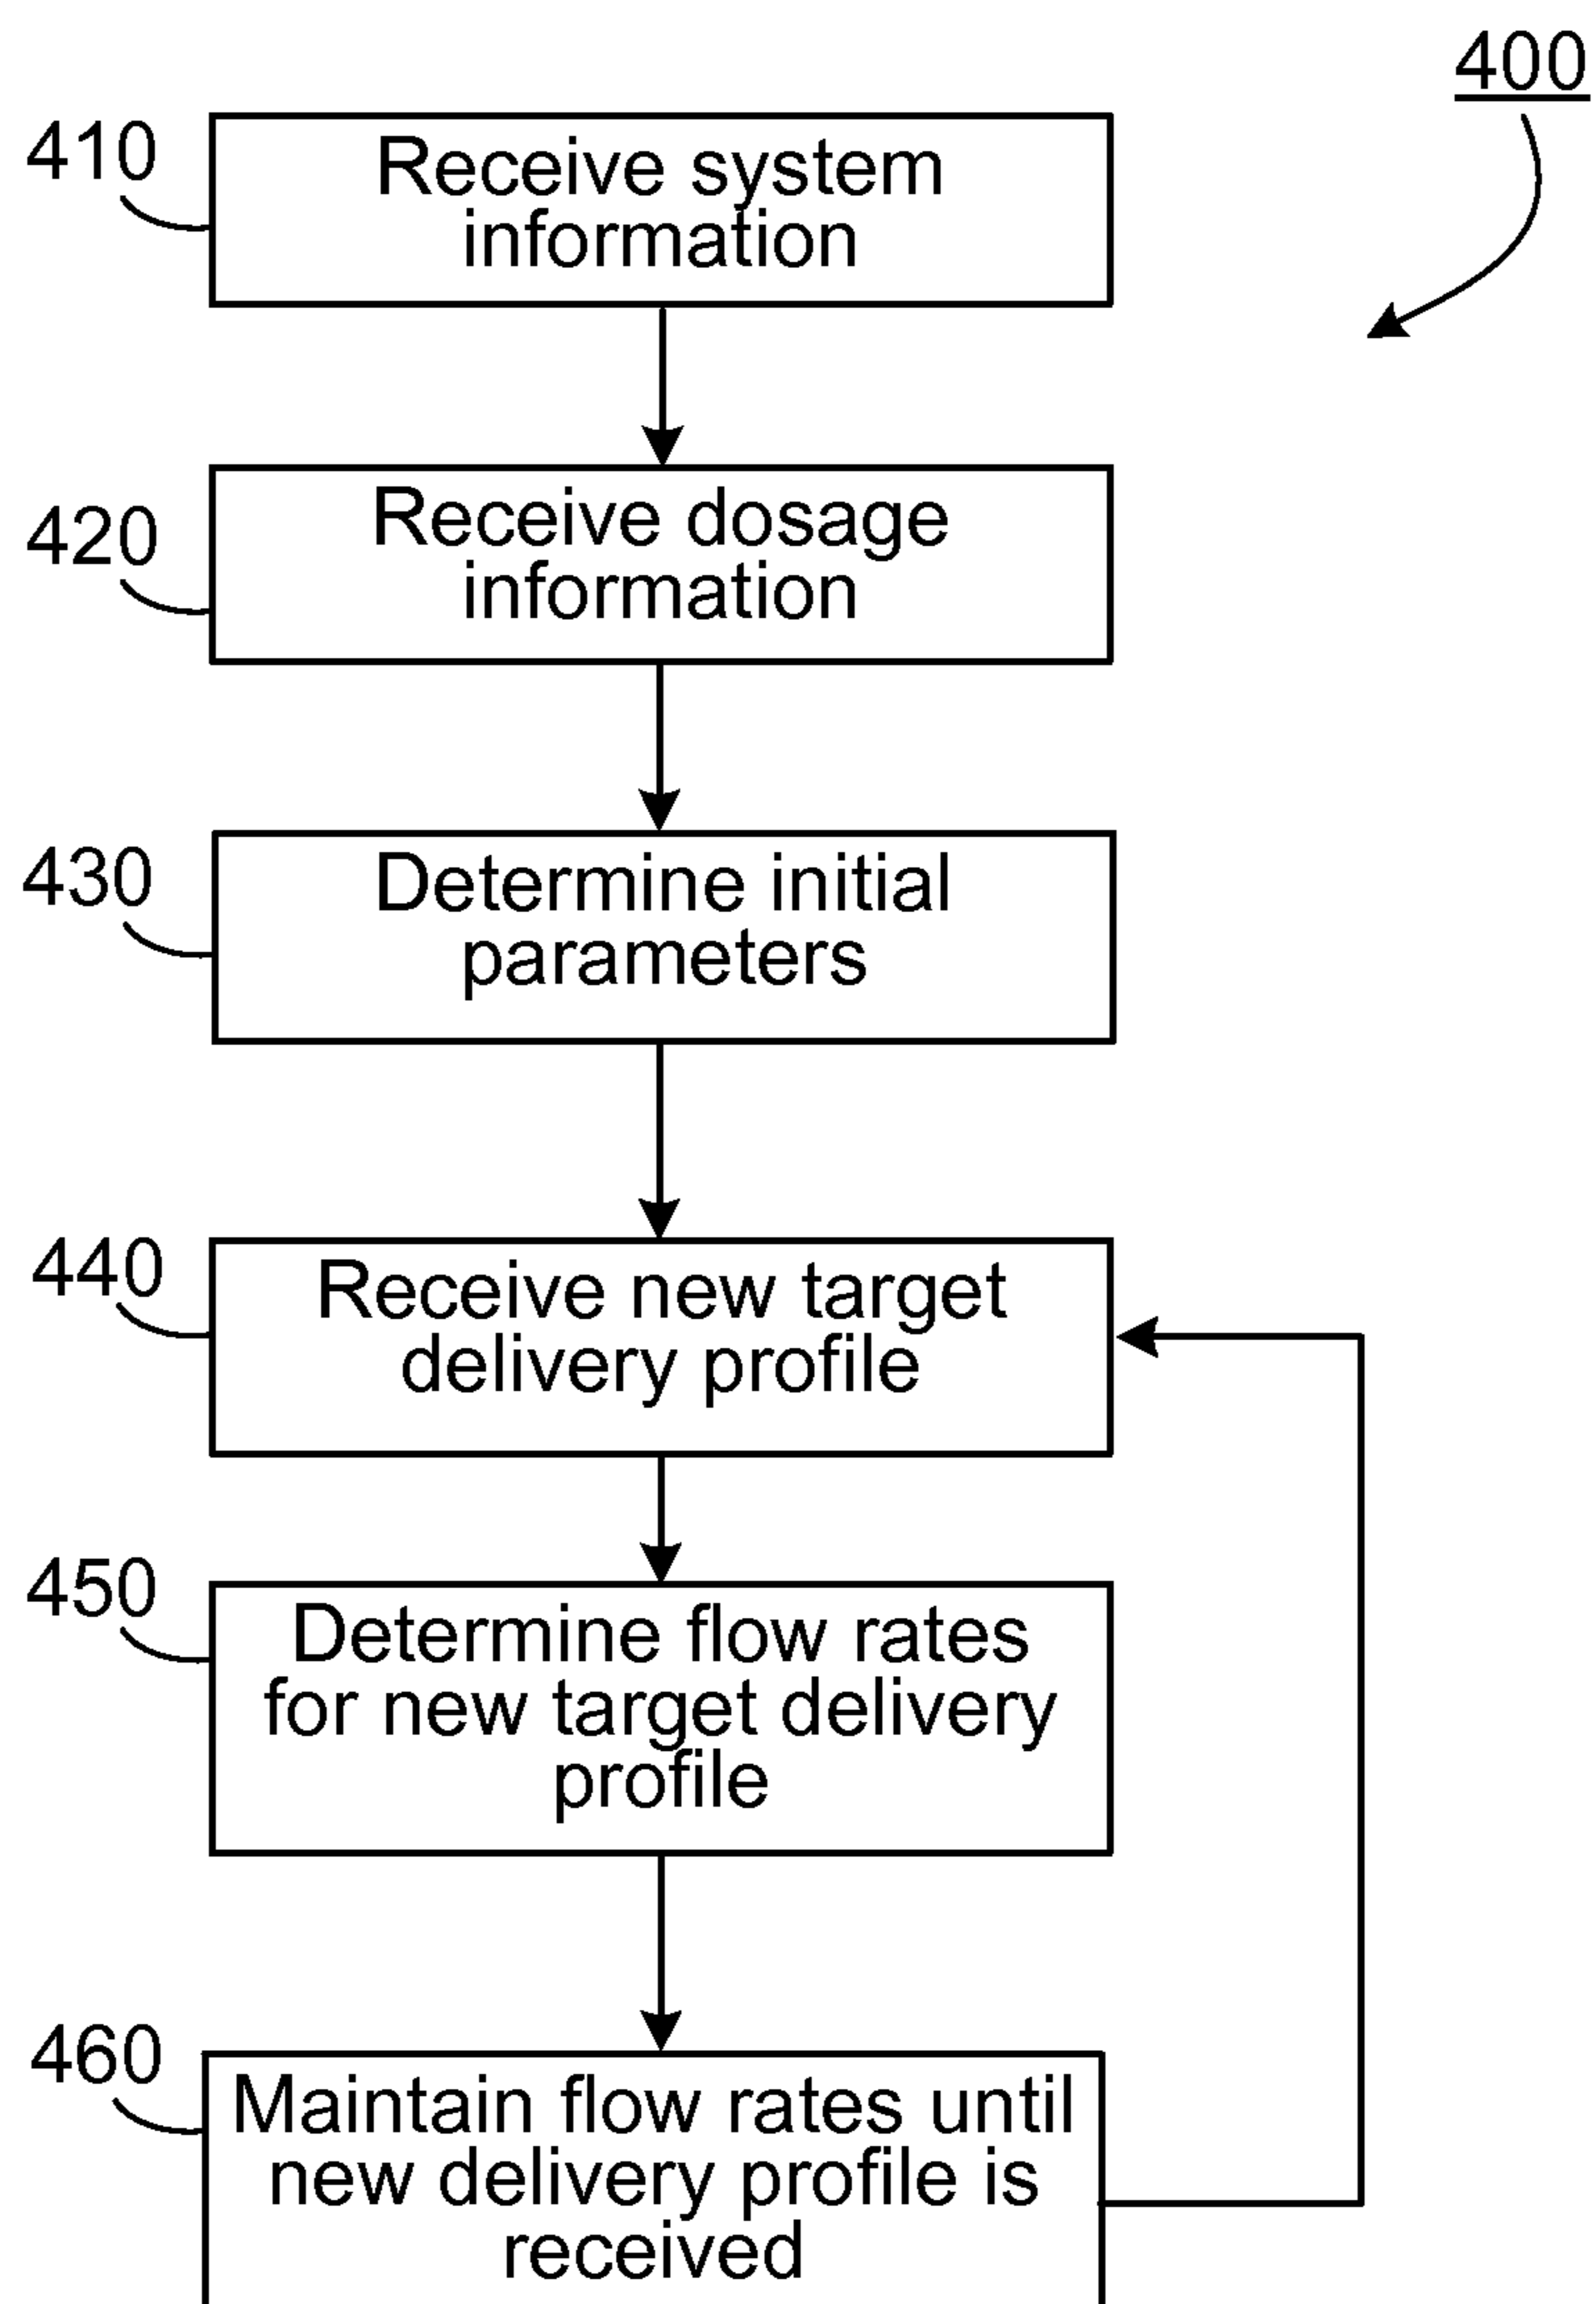 400
410
Receive system
information
420
Receive dosage
information
430
Determine initial
parameters
440
Receive new target
delivery profile
450
Determine flow rates
for new target delivery
profile
460
Maintain flow rates until
new delivery profile is
received